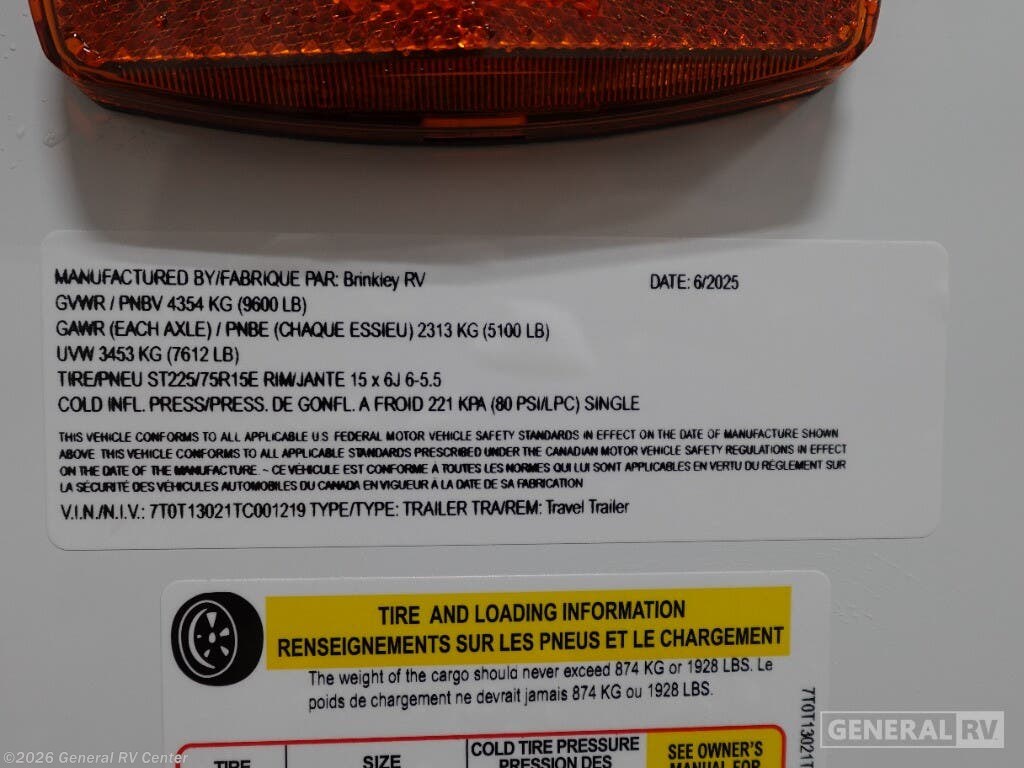 MANUFACTURED BY/FABRIQUE PAR: Brinkley RV DATE: 6/2025
GVWR / PNBV 4354 KG (9600 LB)
GAWR (EACH AXLE) / PNBE (CHAQUE ESSIEU) 2313 KG (5100 LB)
UVW 3453 KG (7612 LB)
TIRE/PNEU ST225/75R15E RIM/JANTE 15 x 6J 6-5.5
COLD INFL. PRESS/PRESS. DE GONFL. A FROID 221 KPA (80 PSI/LPC) SINGLE
THIS VEHICLE CONFORMS TO ALL APPLICABLE U.S FEDERAL MOTOR VEHICLE SAFETY STANDARDS IN EFFECT ON THE DATE OF MANUFACTURE SHOWN
ABOVE THIS VEHICLE CONFORMS TO ALL APPLICABLE STANDARDS PRESCRIBED UNDER THE CANADIAN MOTOR VEHICLE SAFETY REGULATIONS IN EFFECT
ON THE DATE OF THE MANUFACTURE. ~ CE VÉHICULE EST CONFORME À TOUTES LES NORMES QUI LUI SONT APPLICABLES EN VERTU DU RÉGLEMENT SUR
LA SÉCURITÉ DES VÉHICULES AUTOMOBILES DU CANADA EN VIGUEUR À LA DATE DE SA FABRICATION
V.I.N./N.I.V.: 7T0T13021TC001219 TYPE/TYPE: TRAILER TRA/REM: Travel Trailer
TIRE AND LOADING INFORMATION
RENSEIGNEMENTS SUR LES PNEUS ET LE CHARGEMENT
The weight of the cargo should never exceed 874 KG or 1928 LBS. Le
poids de chargement ne devrait jamais 874 KG ou 1928 LBS.
TIRE SIZE COLD TIRE PRESSURE SEE OWNER'S
PRESSION DES MANUAL FOR
7T0T13021T
GENERAL RV
©2026 General RV Center